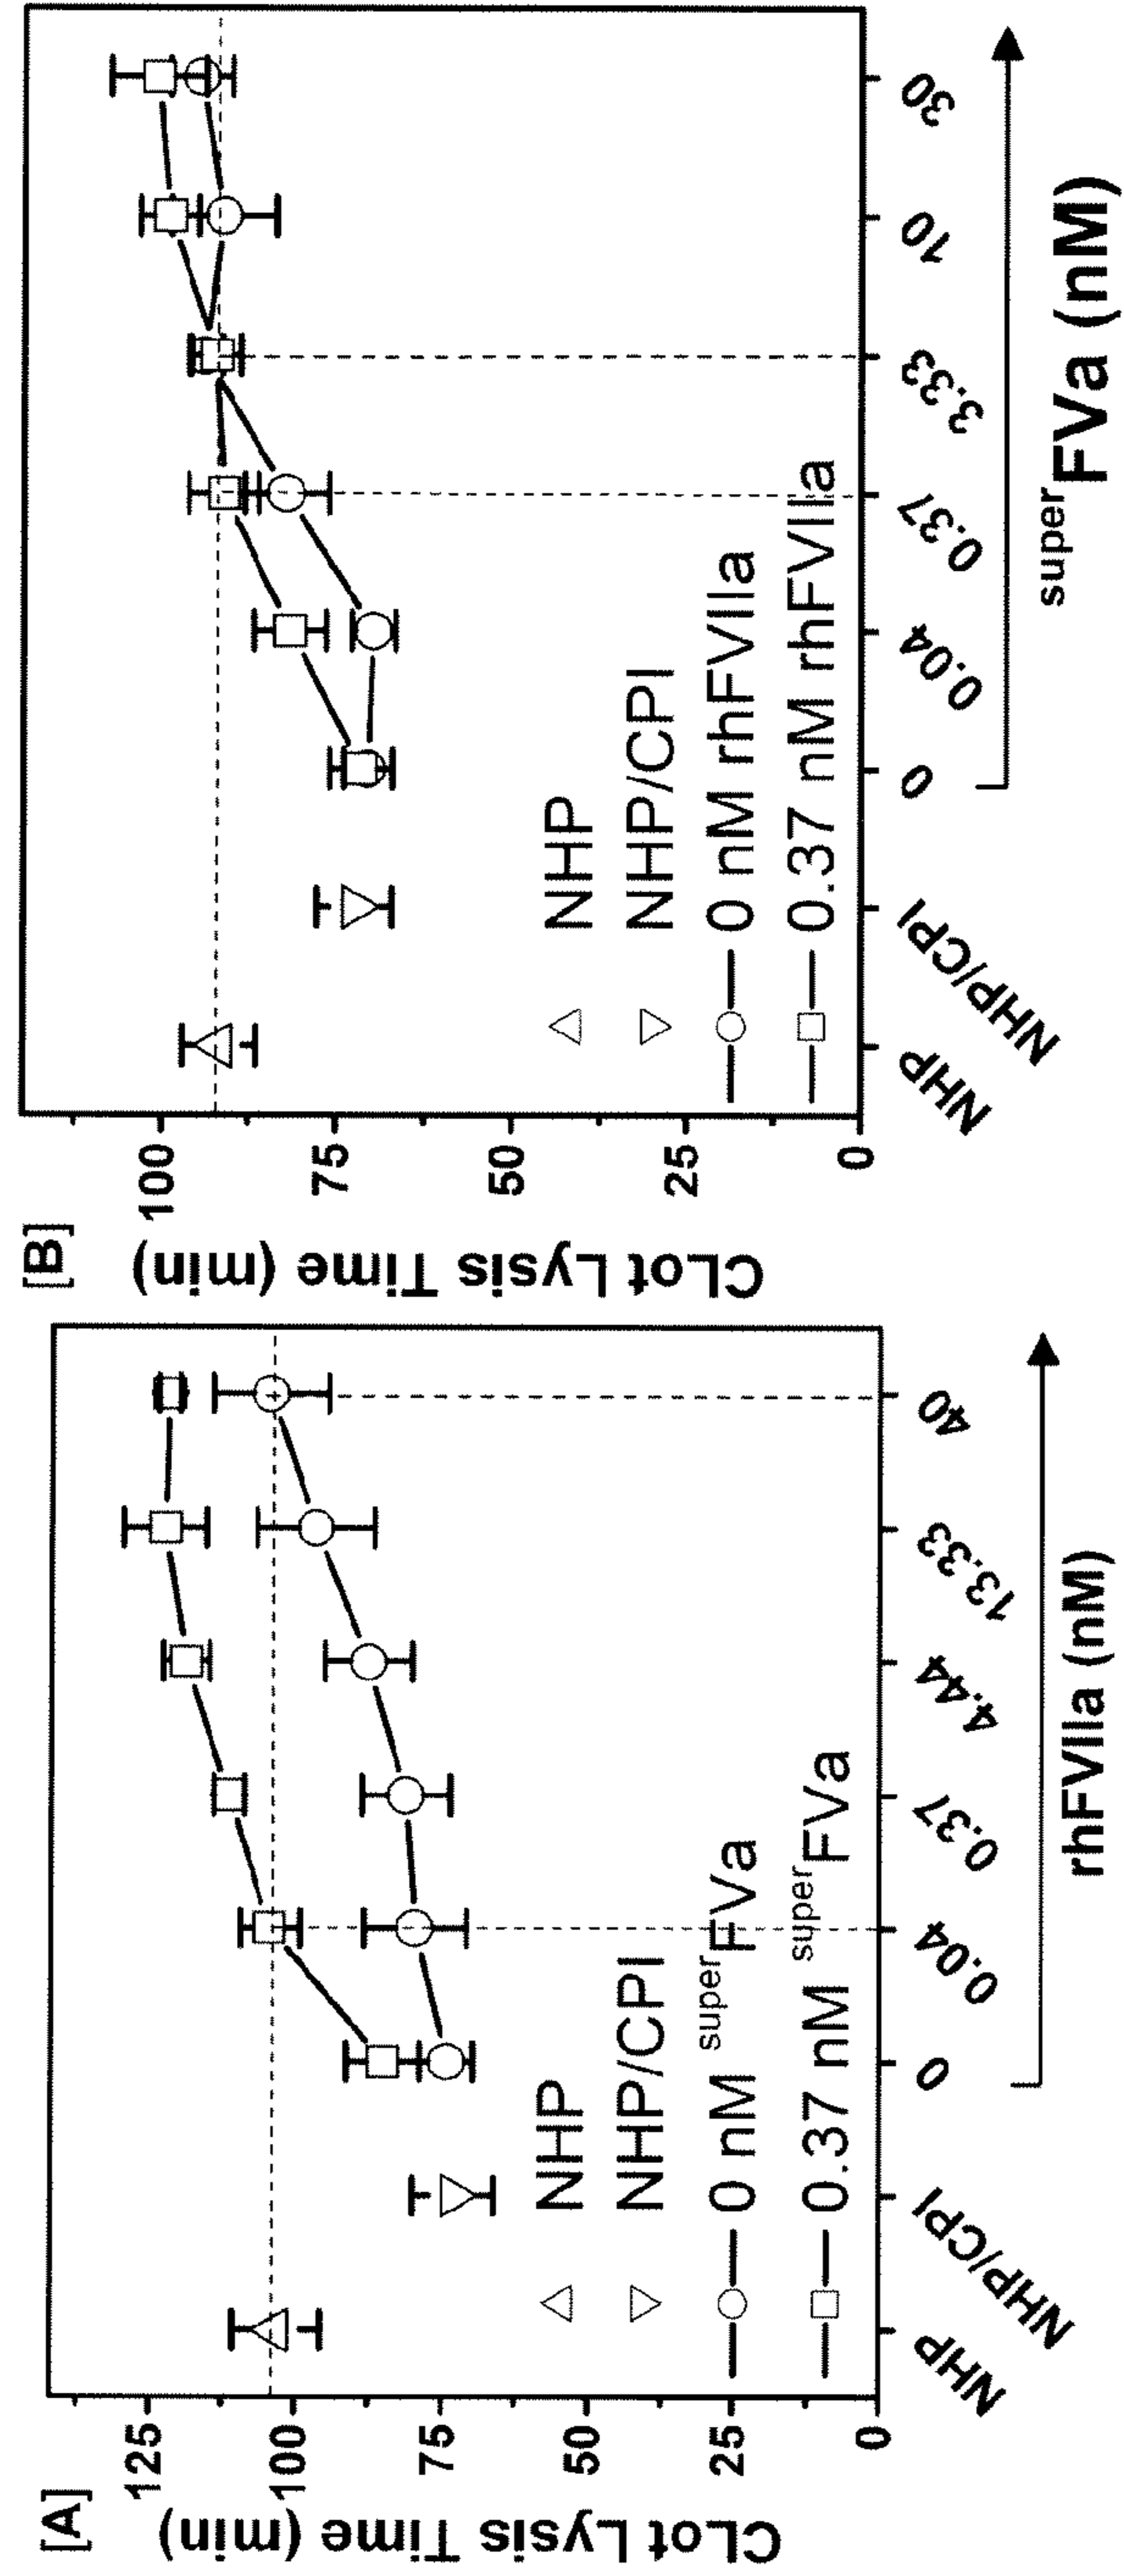 [A]
CLot Lysis Time (min)
125
100
75
50
25
0
NHP
NHP/CPI
0 nM superFVa
0.37 nM superFVa
NHP
NHP/CPI
0
0.04
0.37
4.44
13.33
40
rhFVIIa (nM)
[B]
CLot Lysis Time (min)
100
75
50
25
0
NHP
NHP/CPI
0 nM rhFVIIa
0.37 nM rhFVIIa
NHP
NHP/CPI
0
0.04
0.37
3.33
10
30
superFVa (nM)